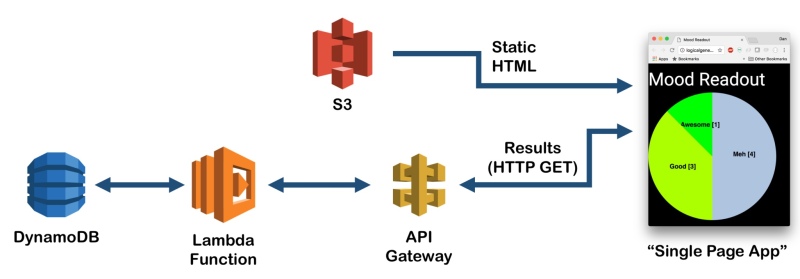 S3
Static
HTML
DynamoDB
Lambda
Function
API
Gateway
Results
(HTTP GET)
Mood Readout
Dan
logicalgene...
Apps
Bookmarks
Other Bookmarks
Mood Readout
Awesome [1]
Meh [4]
Good [3]
“Single Page App”